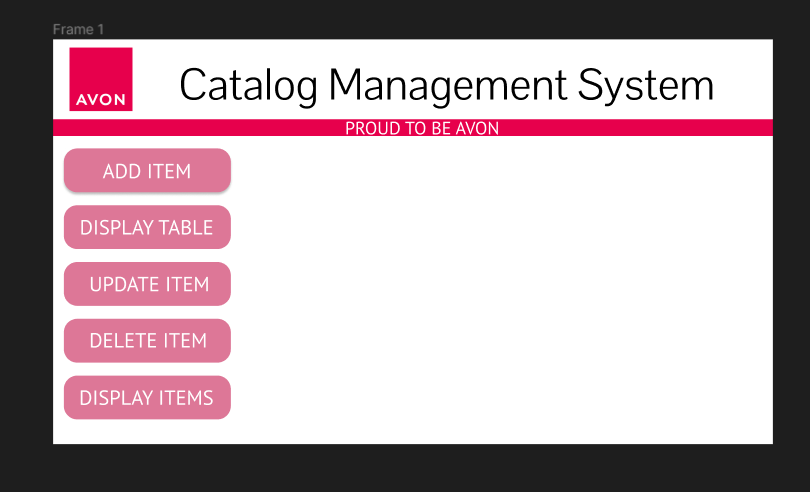 Frame 1
AVON
Catalog Management System
PROUD TO BE AVON
ADD ITEM
DISPLAY TABLE
UPDATE ITEM
DELETE ITEM
DISPLAY ITEMS